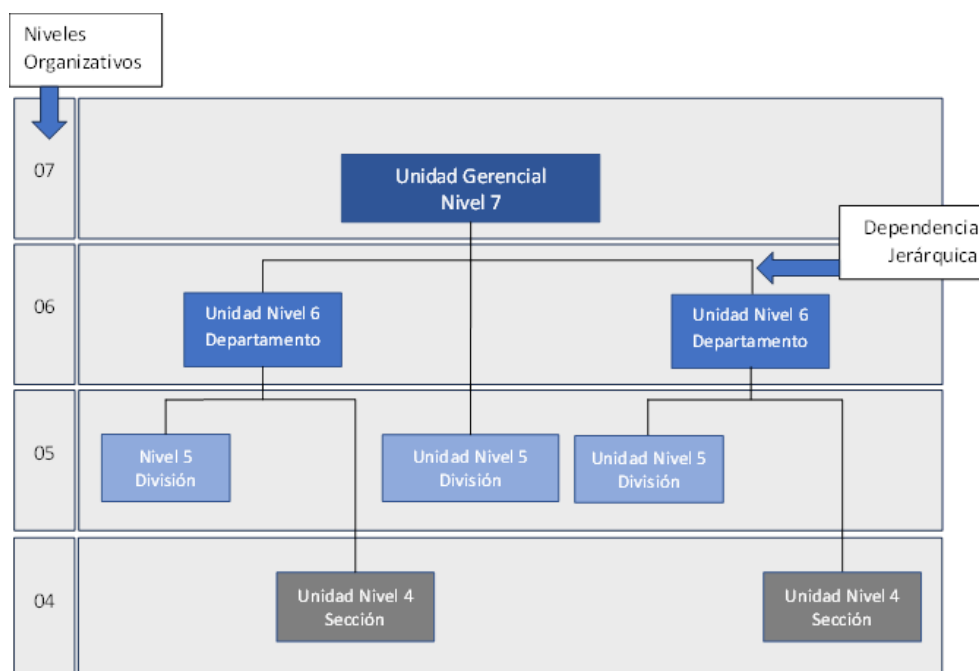 Niveles
Organizativos
07
Unidad Gerencial
Nivel 7
Dependencia
Jerárquica
06
Unidad Nivel 6
Departamento
Unidad Nivel 6
Departamento
05
Nivel 5
División
Unidad Nivel 5
División
Unidad Nivel 5
División
04
Unidad Nivel 4
Sección
Unidad Nivel 4
Sección